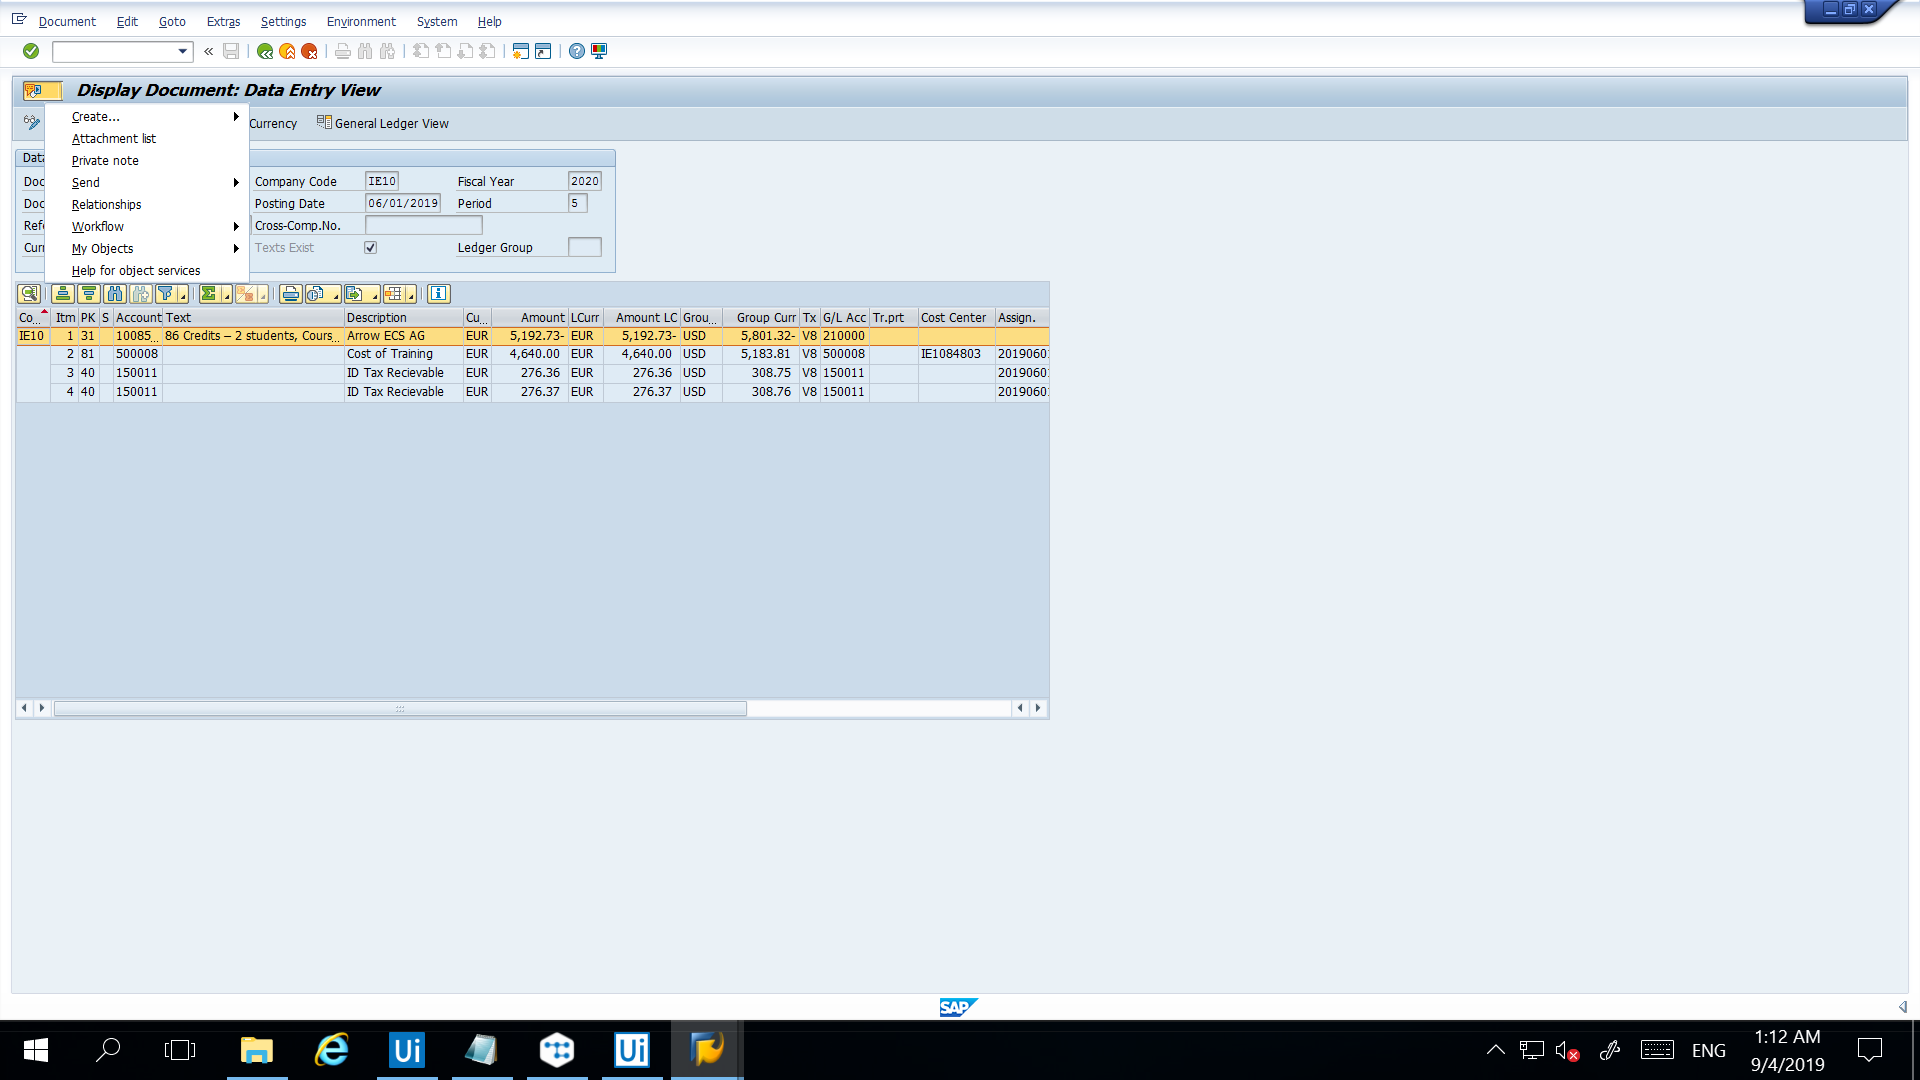 Document Edit Goto Extras Settings Environment System Help
Display Document: Data Entry View
Currency General Ledger View
Create...
Attachment list
Private note
Send
Relationships
Workflow
My Objects
Help for object services
Data
Doc Company Code IE10 Fiscal Year 2020
Doc Posting Date 06/01/2019 Period 5
Refe Cross-Comp.No.
Curr Texts Exist Ledger Group
Co... Itm PK S Account Text Description Cu... Amount LCurr Amount LC Grou... Group Curr Tx G/L Acc Tr.prt Cost Center Assign.
IE10 1 31 10085... 86 Credits – 2 students, Cours... Arrow ECS AG EUR 5,192.73- EUR 5,192.73- USD 5,801.32- V8 210000
2 81 500008 Cost of Training EUR 4,640.00 EUR 4,640.00 USD 5,183.81 V8 500008 IE1084803 2019060
3 40 150011 ID Tax Recievable EUR 276.36 EUR 276.36 USD 308.75 V8 150011 2019060
4 40 150011 ID Tax Recievable EUR 276.37 EUR 276.37 USD 308.76 V8 150011 2019060
SAP
Ui Ui ENG 1:12 AM
9/4/2019